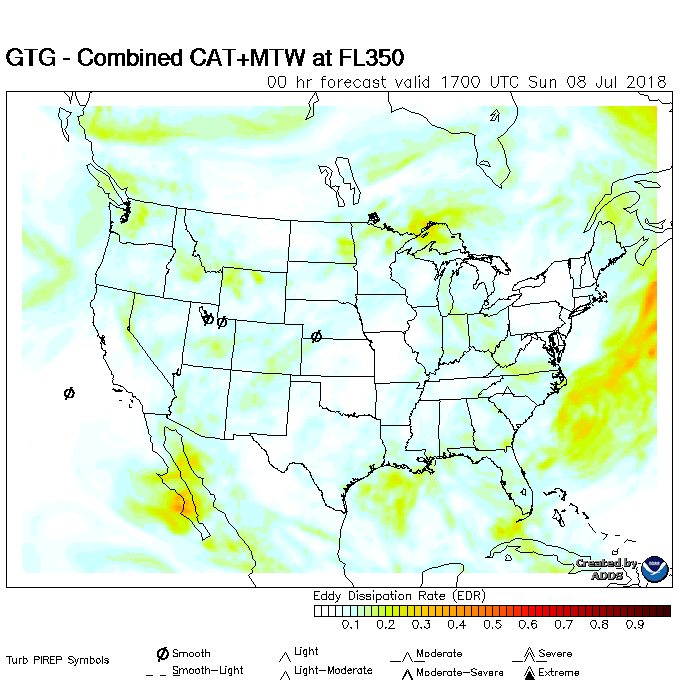 GTG - Combined CAT+MTW at FL350
00 hr forecast valid 1700 UTC Sun 08 Jul 2018
Created by
ADDS
Eddy Dissipation Rate (EDR)
0.1 0.2 0.3 0.4 0.5 0.6 0.7 0.8 0.9
Turb PIREP Symbols
Smooth Light Moderate Severe
Smooth-Light Light-Moderate Moderate-Severe Extreme